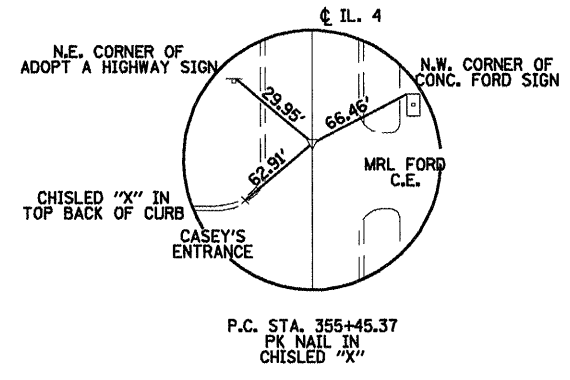 ℄ IL. 4
N.E. CORNER OF
ADOPT A HIGHWAY SIGN
N.W. CORNER OF
CONC. FORD SIGN
29.95'
66.46'
62.91'
MRL FORD
C.E.
CHISLED "X" IN
TOP BACK OF CURB
CASEY'S
ENTRANCE
P.C. STA. 355+45.37
PK NAIL IN
CHISLED "X"